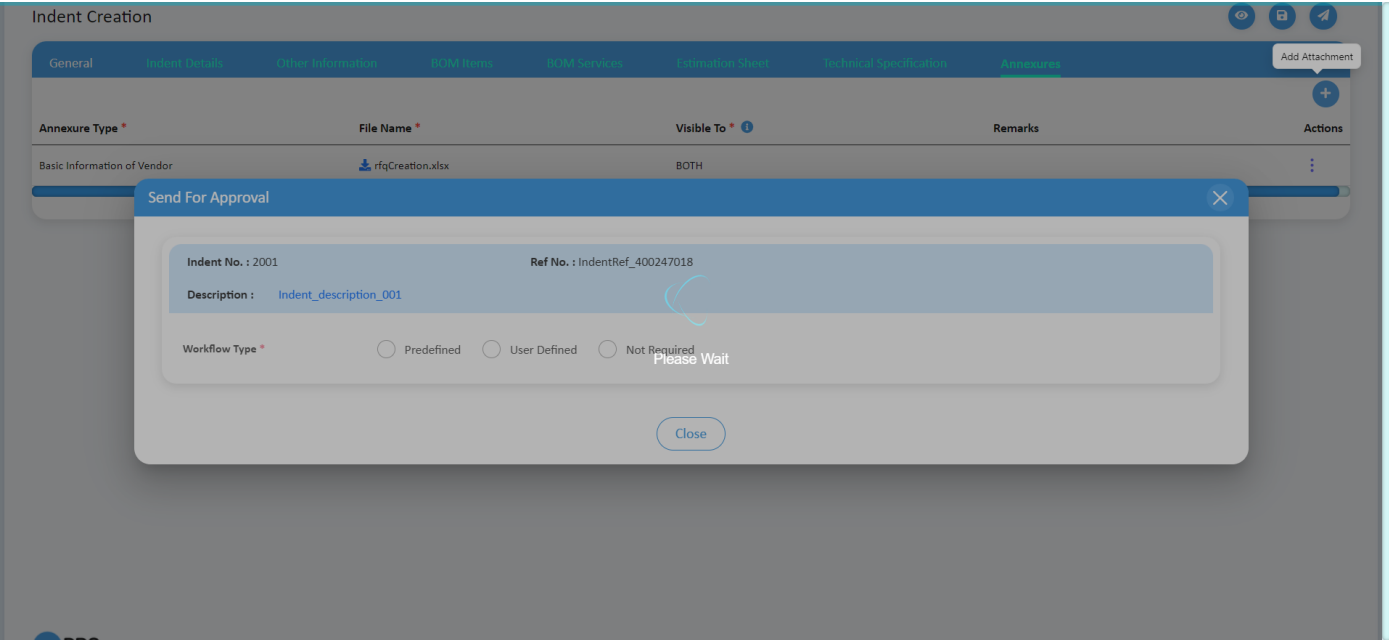 Indent Creation
Add Attachment
General Indent Details Other Information BOM Items BOM Services Estimation Sheet Technical Specification Annexures
Annexure Type * File Name * Visible To * Remarks Actions
Basic Information of Vendor rfqCreation.xlsx BOTH
Send For Approval
Indent No. : 2001 Ref No. : IndentRef_400247018
Description : Indent_description_001
Workflow Type * Predefined User Defined Not Required
Please Wait
Close